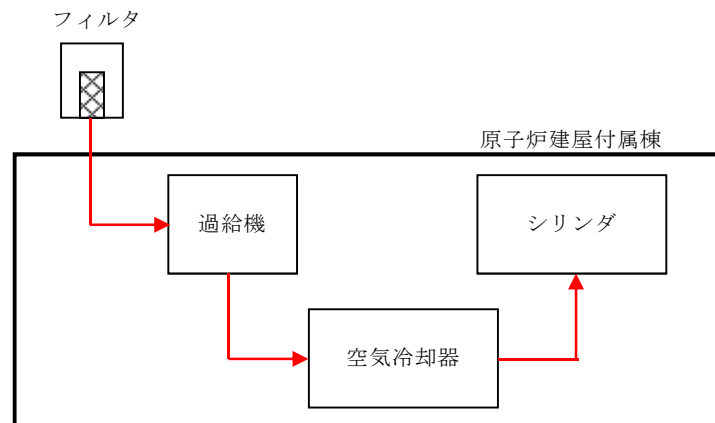 フィルタ
原子炉建屋付属棟
過給機
シリンダ
空気冷却器